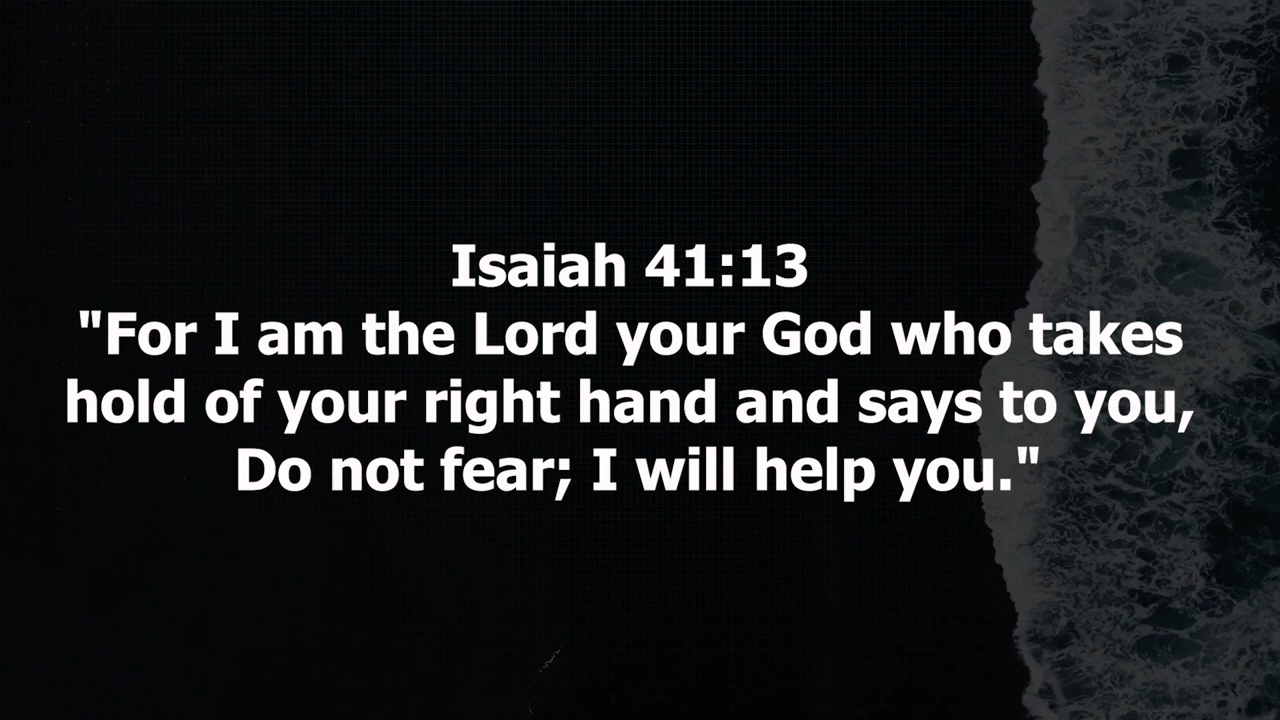 Isaiah 41:13
"For I am the Lord your God who takes
hold of your right hand and says to you,
Do not fear; I will help you."